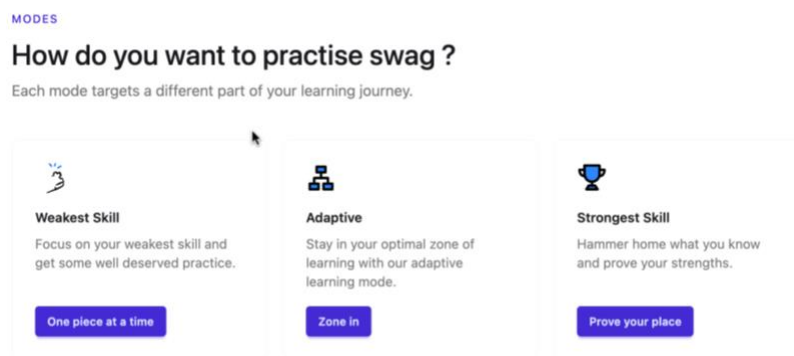 MODES
How do you want to practise swag ?
Each mode targets a different part of your learning journey.
Weakest Skill
Focus on your weakest skill and
get some well deserved practice.
One piece at a time
Adaptive
Stay in your optimal zone of
learning with our adaptive
learning mode.
Zone in
Strongest Skill
Hammer home what you know
and prove your strengths.
Prove your place